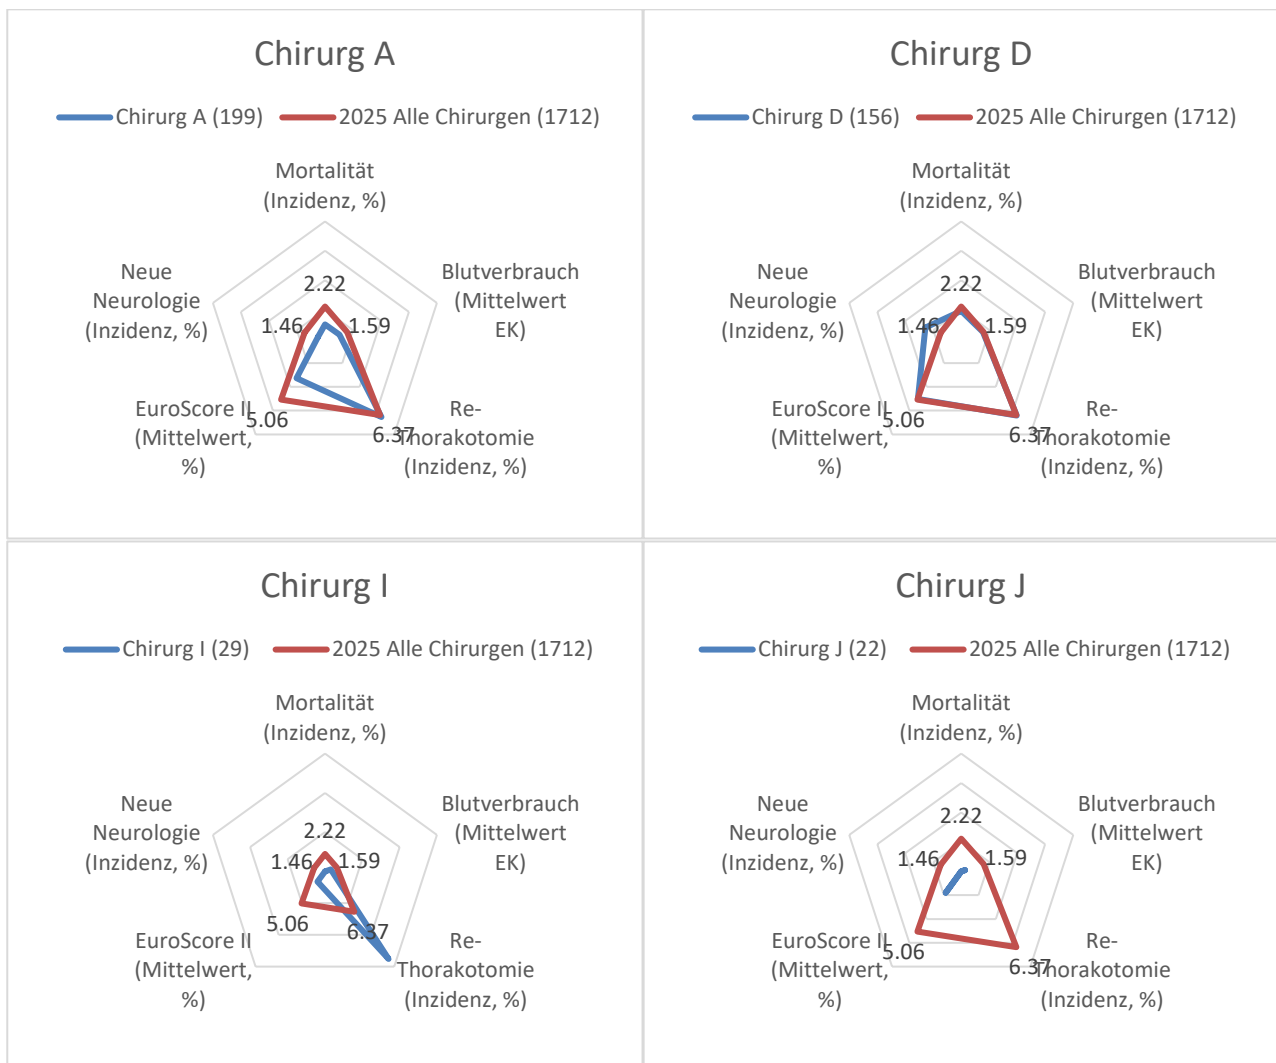 Chirurg A
Chirurg A (199)
2025 Alle Chirurgen (1712)
Mortalität
(Inzidenz, %)
2.22
Blutverbrauch
(Mittelwert
EK)
1.59
Re-
Thorakotomie
(Inzidenz, %)
6.37
EuroScore II
(Mittelwert,
%)
5.06
Neue
Neurologie
(Inzidenz, %)
1.46
Chirurg D
Chirurg D (156)
2025 Alle Chirurgen (1712)
Mortalität
(Inzidenz, %)
2.22
Blutverbrauch
(Mittelwert
EK)
1.59
Re-
Thorakotomie
(Inzidenz, %)
6.37
EuroScore II
(Mittelwert,
%)
5.06
Neue
Neurologie
(Inzidenz, %)
1.46
Chirurg I
Chirurg I (29)
2025 Alle Chirurgen (1712)
Mortalität
(Inzidenz, %)
2.22
Blutverbrauch
(Mittelwert
EK)
1.59
Re-
Thorakotomie
(Inzidenz, %)
6.37
EuroScore II
(Mittelwert,
%)
5.06
Neue
Neurologie
(Inzidenz, %)
1.46
Chirurg J
Chirurg J (22)
2025 Alle Chirurgen (1712)
Mortalität
(Inzidenz, %)
2.22
Blutverbrauch
(Mittelwert
EK)
1.59
Re-
Thorakotomie
(Inzidenz, %)
6.37
EuroScore II
(Mittelwert,
%)
5.06
Neue
Neurologie
(Inzidenz, %)
1.46